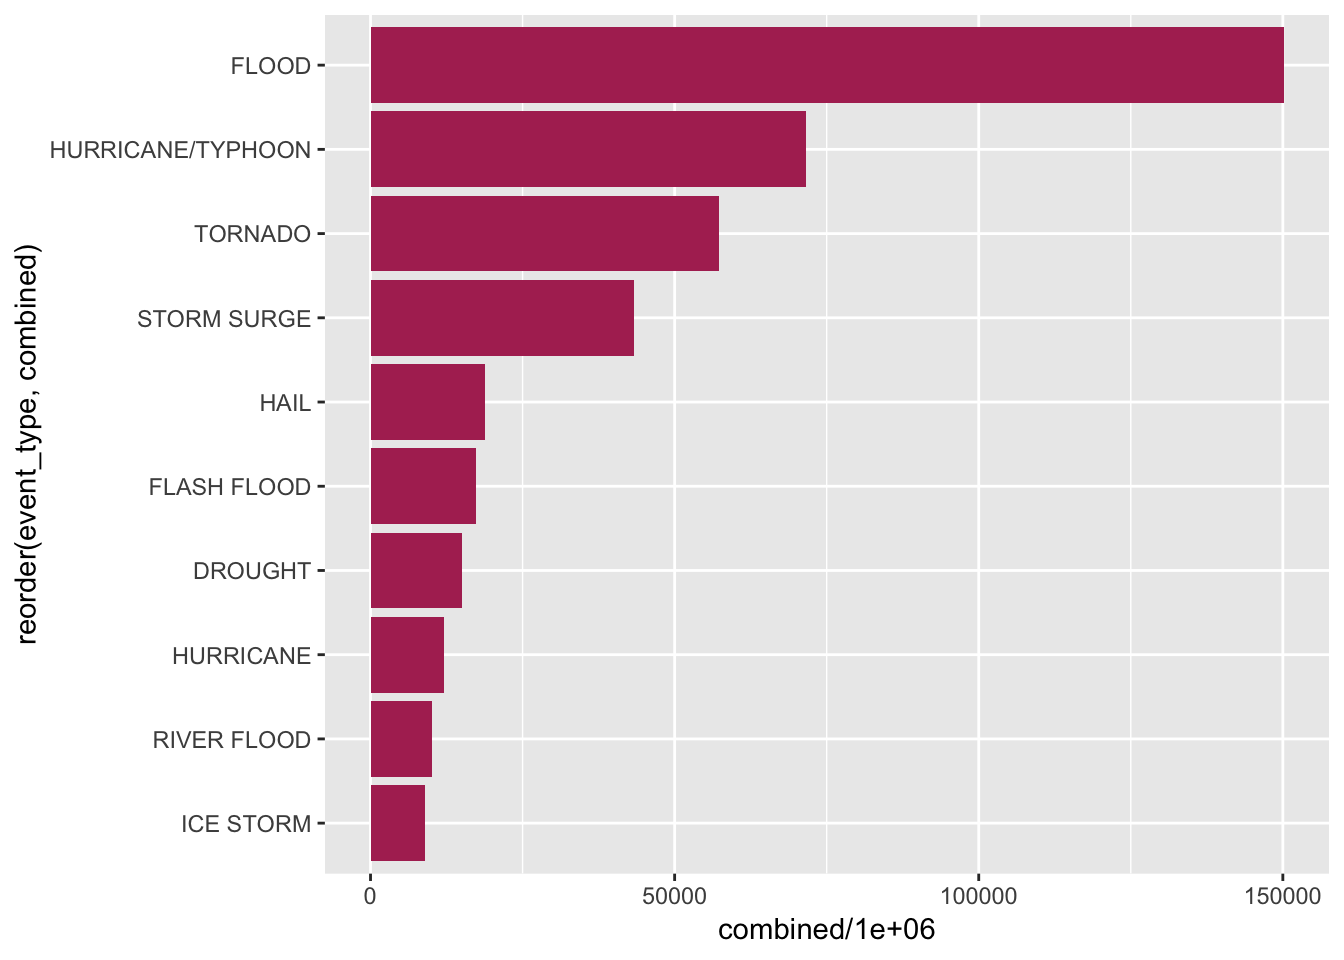 reorder(event_type, combined)
FLOOD
HURRICANE/TYPHOON
TORNADO
STORM SURGE
HAIL
FLASH FLOOD
DROUGHT
HURRICANE
RIVER FLOOD
ICE STORM
0 50000 100000 150000
combined/1e+06